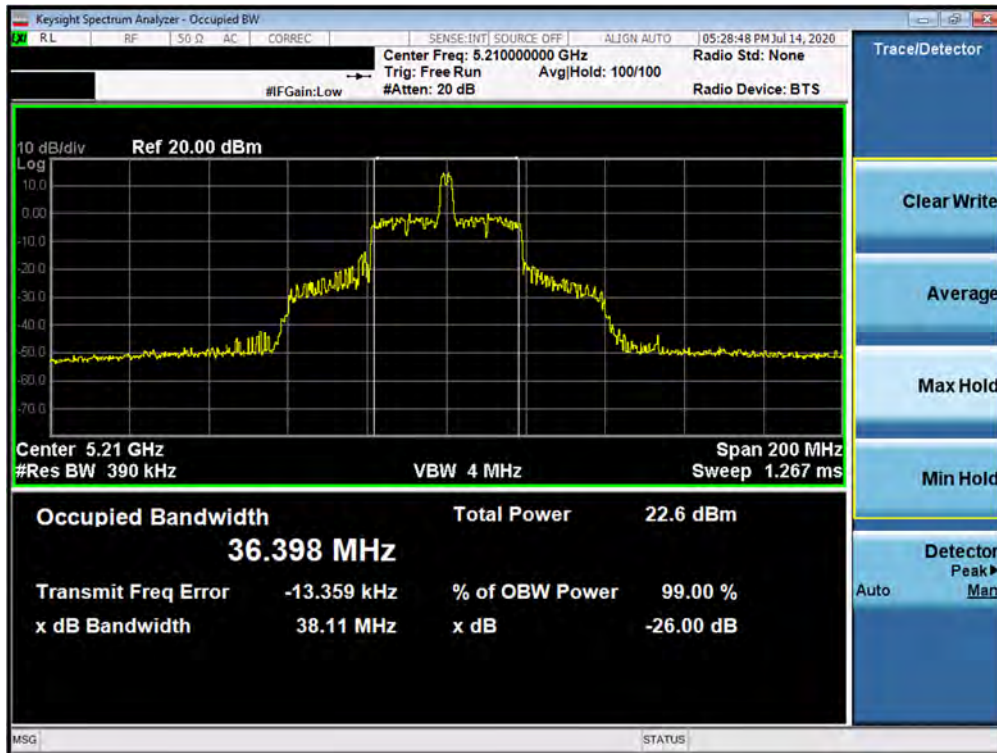 Keysight Spectrum Analyzer - Occupied BW
LXI RL RF 50 Ω AC CORREC SENSE:INT SOURCE OFF ALIGN AUTO 05:28:48 PM Jul 14, 2020
Center Freq: 5.210000000 GHz Radio Std: None
Trig: Free Run Avg|Hold: 100/100
#IFGain:Low #Atten: 20 dB Radio Device: BTS
Trace/Detector
10 dB/div Ref 20.00 dBm
Log
10.0
0.00
-10.0
-20.0
-30.0
-40.0
-50.0
-60.0
-70.0
Center 5.21 GHz Span 200 MHz
#Res BW 390 kHz VBW 4 MHz Sweep 1.267 ms
Occupied Bandwidth Total Power 22.6 dBm
36.398 MHz
Transmit Freq Error -13.359 kHz % of OBW Power 99.00 %
x dB Bandwidth 38.11 MHz x dB -26.00 dB
Clear Write
Average
Max Hold
Min Hold
Detector
Peak▶
Auto Man
MSG STATUS